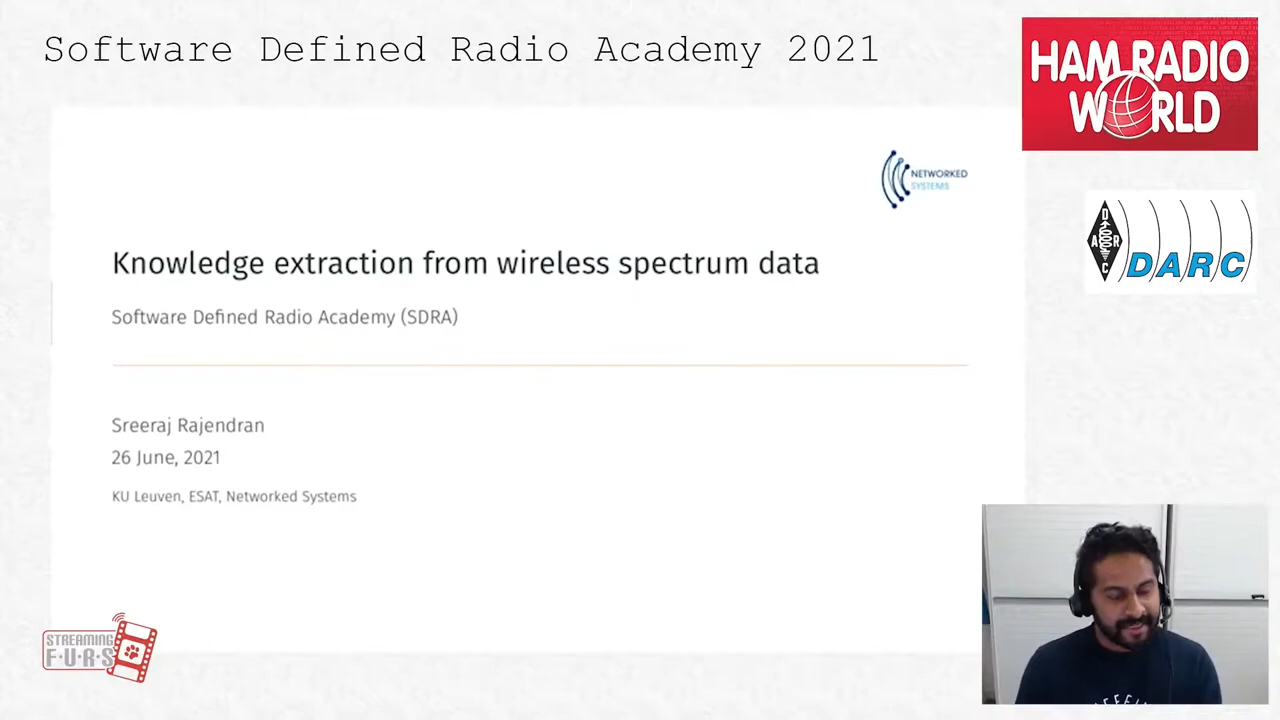 Software Defined Radio Academy 2021
HAM RADIO
WORLD
NETWORKED
SYSTEMS
DARC
DARC
Knowledge extraction from wireless spectrum data
Software Defined Radio Academy (SDRA)
Sreeraj Rajendran
26 June, 2021
KU Leuven, ESAT, Networked Systems
STREAMING
F·U·R·S